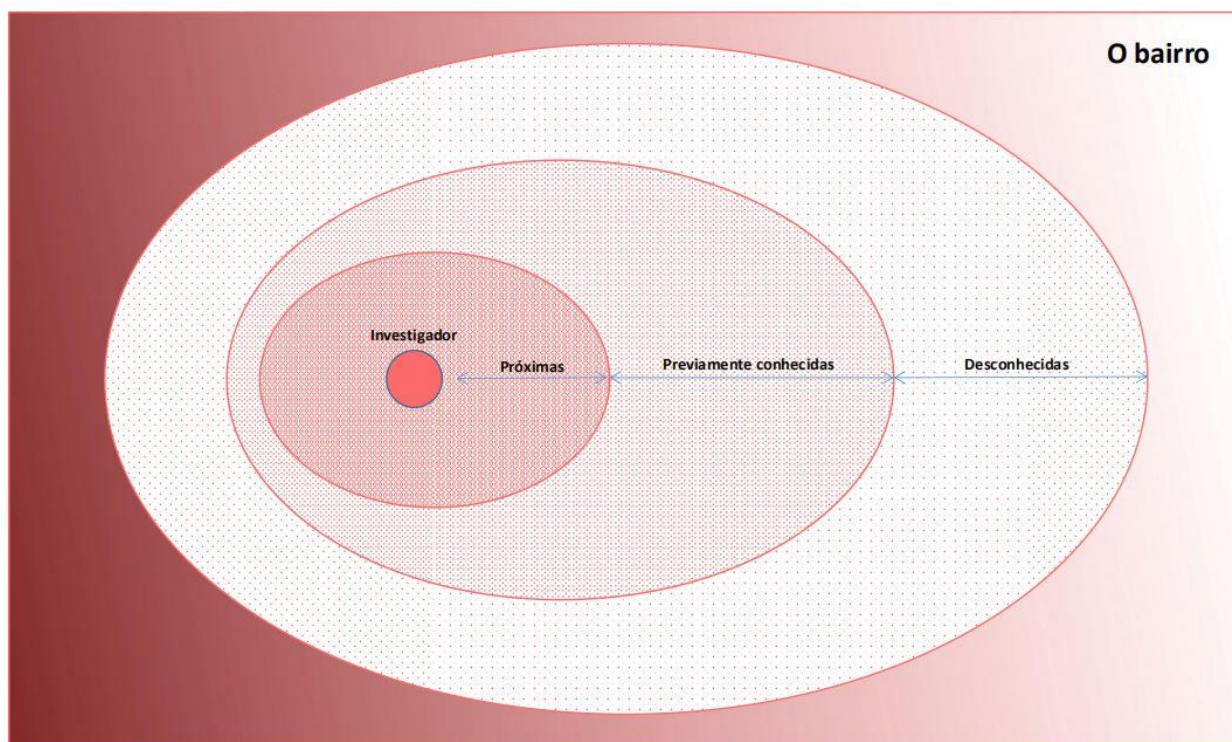 O bairro
Investigador
Próximas
Previamente conhecidas
Desconhecidas